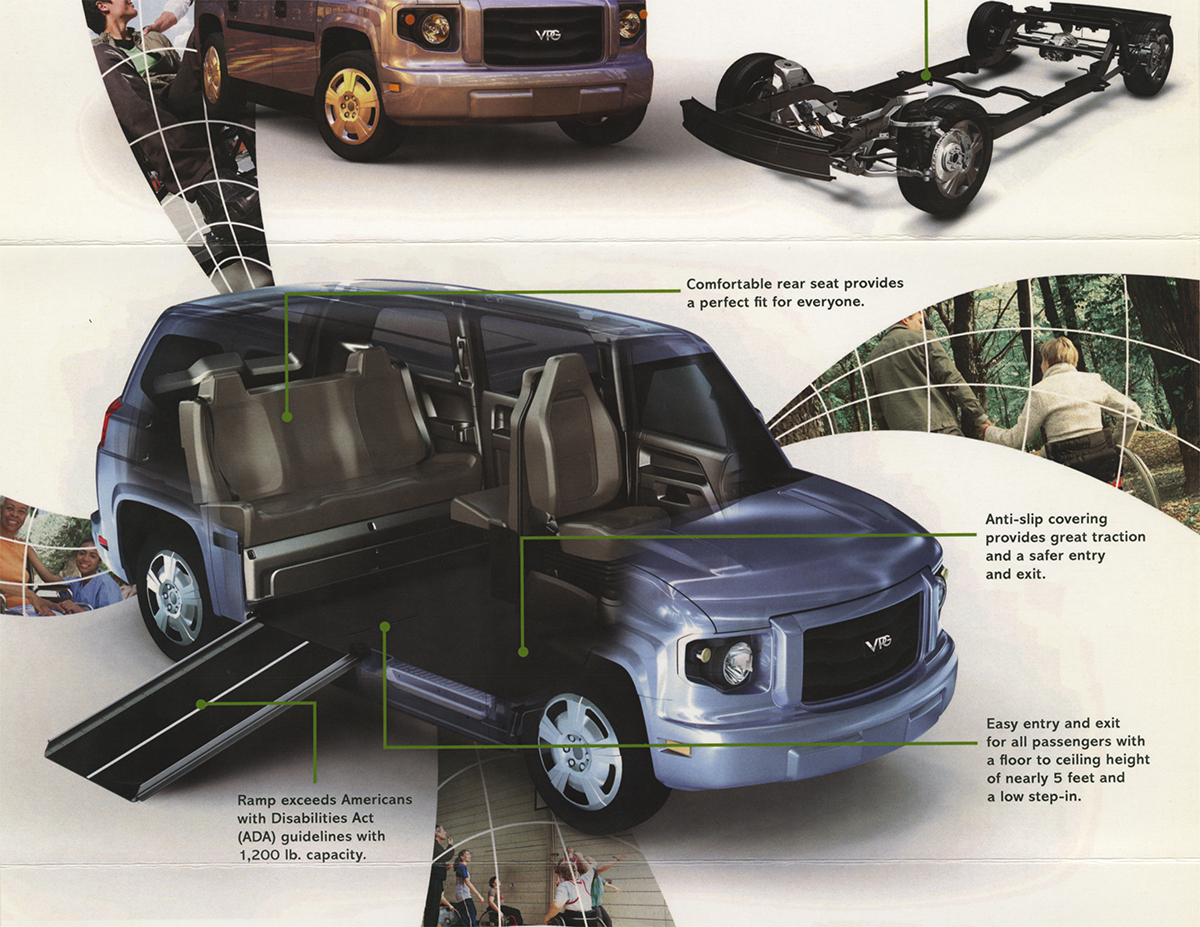 VPG
Comfortable rear seat provides
a perfect fit for everyone.
Anti-slip covering
provides great traction
and a safer entry
and exit.
VPG
Easy entry and exit
for all passengers with
a floor to ceiling height
of nearly 5 feet and
a low step-in.
Ramp exceeds Americans
with Disabilities Act
(ADA) guidelines with
1,200 lb. capacity.